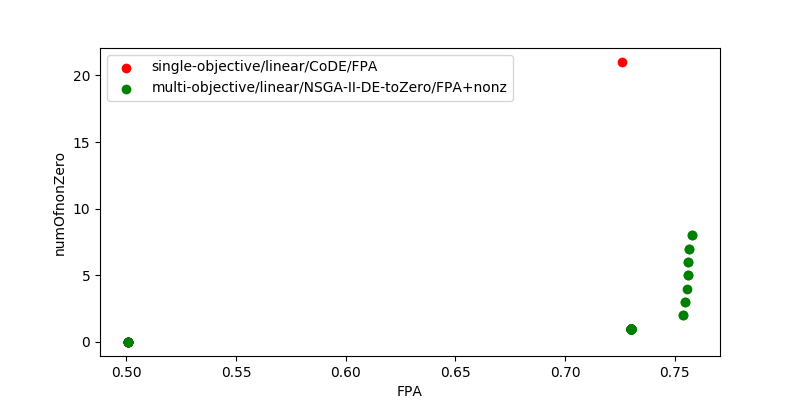 single-objective/linear/CoDE/FPA
multi-objective/linear/NSGA-II-DE-toZero/FPA+nonz
20
15
10
5
0
numOfnonZero
0.50 0.55 0.60 0.65 0.70 0.75
FPA